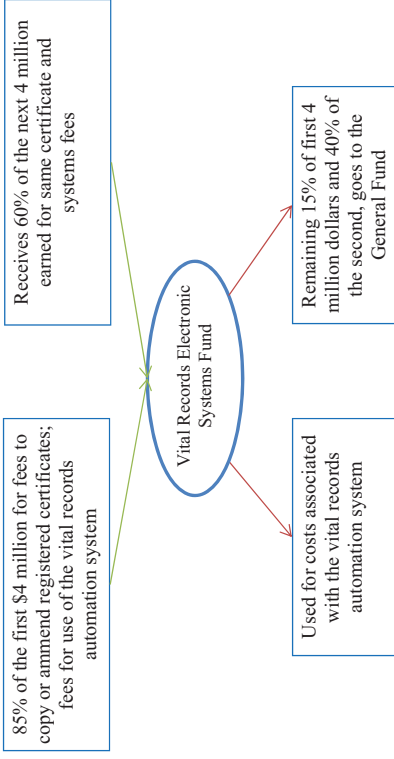 85% of the first $4 million for fees to
copy or ammend registered certificates;
fees for use of the vital records
automation system
Receives 60% of the next 4 million
earned for same certificate and
systems fees
Vital Records Electronic
Systems Fund
Used for costs associated
with the vital records
automation system
Remaining 15% of first 4
million dollars and 40% of
the second, goes to the
General Fund